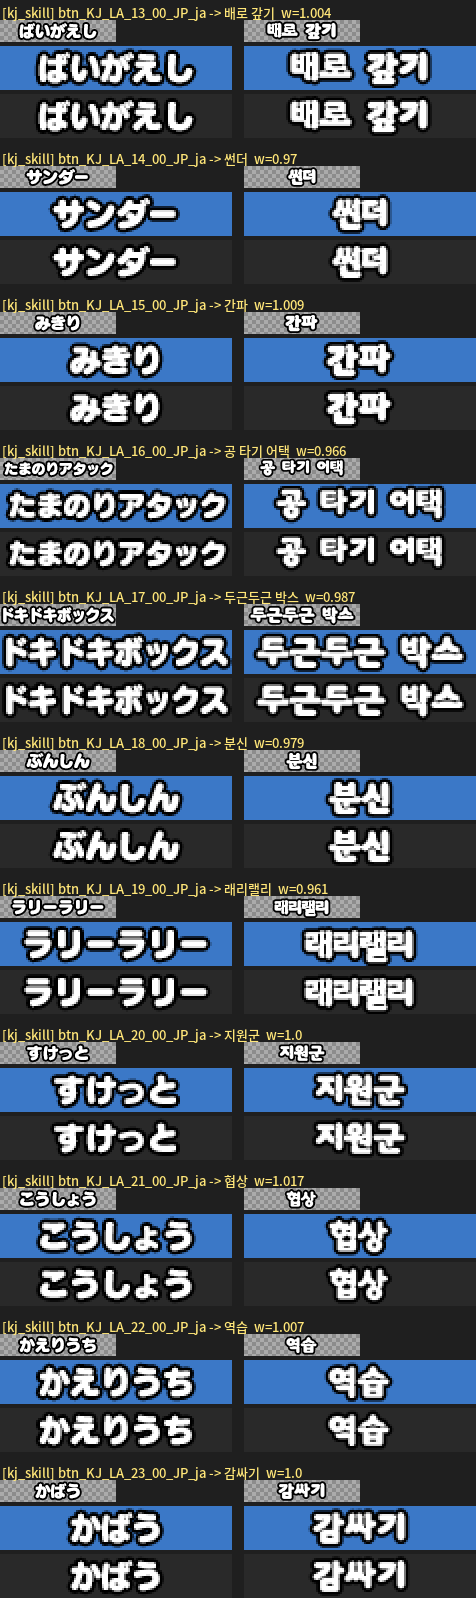 [kj_skill] btn_KJ_LA_13_00_JP_ja -> 배로 갚기 w=1.004
ばいがえし 배로 갚기
ばいがえし 배로 갚기
ばいがえし 배로 갚기
[kj_skill] btn_KJ_LA_14_00_JP_ja -> 썬더 w=0.97
サンダー 썬더
サンダー 썬더
サンダー 썬더
[kj_skill] btn_KJ_LA_15_00_JP_ja -> 간파 w=1.009
みきり 간파
みきり 간파
みきり 간파
[kj_skill] btn_KJ_LA_16_00_JP_ja -> 공 타기 어택 w=0.966
たまのりアタック 공 타기 어택
たまのりアタック 공 타기 어택
たまのりアタック 공 타기 어택
[kj_skill] btn_KJ_LA_17_00_JP_ja -> 두근두근 박스 w=0.987
ドキドキボックス 두근두근 박스
ドキドキボックス 두근두근 박스
ドキドキボックス 두근두근 박스
[kj_skill] btn_KJ_LA_18_00_JP_ja -> 분신 w=0.979
ぶんしん 분신
ぶんしん 분신
ぶんしん 분신
[kj_skill] btn_KJ_LA_19_00_JP_ja -> 래리랠리 w=0.961
ラリーラリー 래리랠리
ラリーラリー 래리랠리
ラリーラリー 래리랠리
[kj_skill] btn_KJ_LA_20_00_JP_ja -> 지원군 w=1.0
すけっと 지원군
すけっと 지원군
すけっと 지원군
[kj_skill] btn_KJ_LA_21_00_JP_ja -> 협상 w=1.017
こうしょう 협상
こうしょう 협상
こうしょう 협상
[kj_skill] btn_KJ_LA_22_00_JP_ja -> 역습 w=1.007
かえりうち 역습
かえりうち 역습
かえりうち 역습
[kj_skill] btn_KJ_LA_23_00_JP_ja -> 감싸기 w=1.0
かばう 감싸기
かばう 감싸기
かばう 감싸기